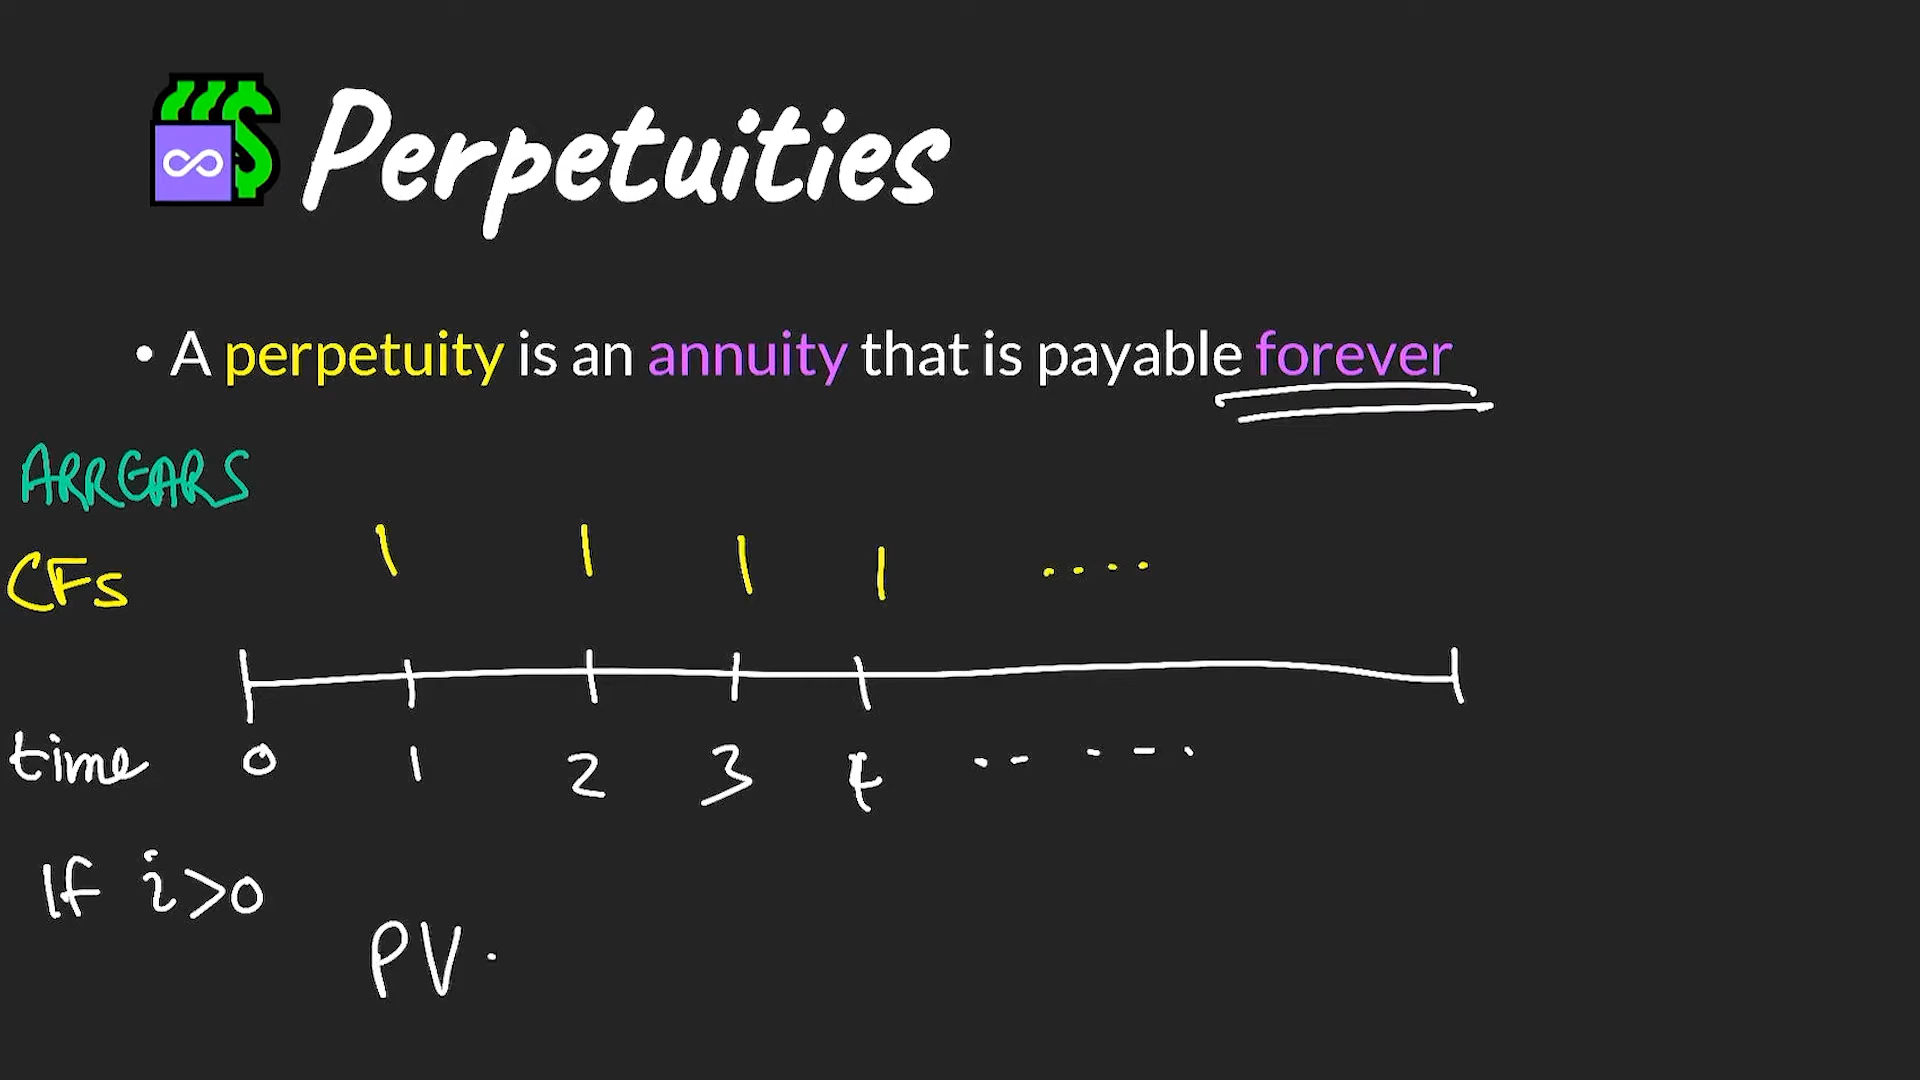 Perpetuities
• A perpetuity is an annuity that is payable forever
ARREARS
CFs 1 1 1 1 ....
time 0 1 2 3 4 .. ...
If i>0
PV